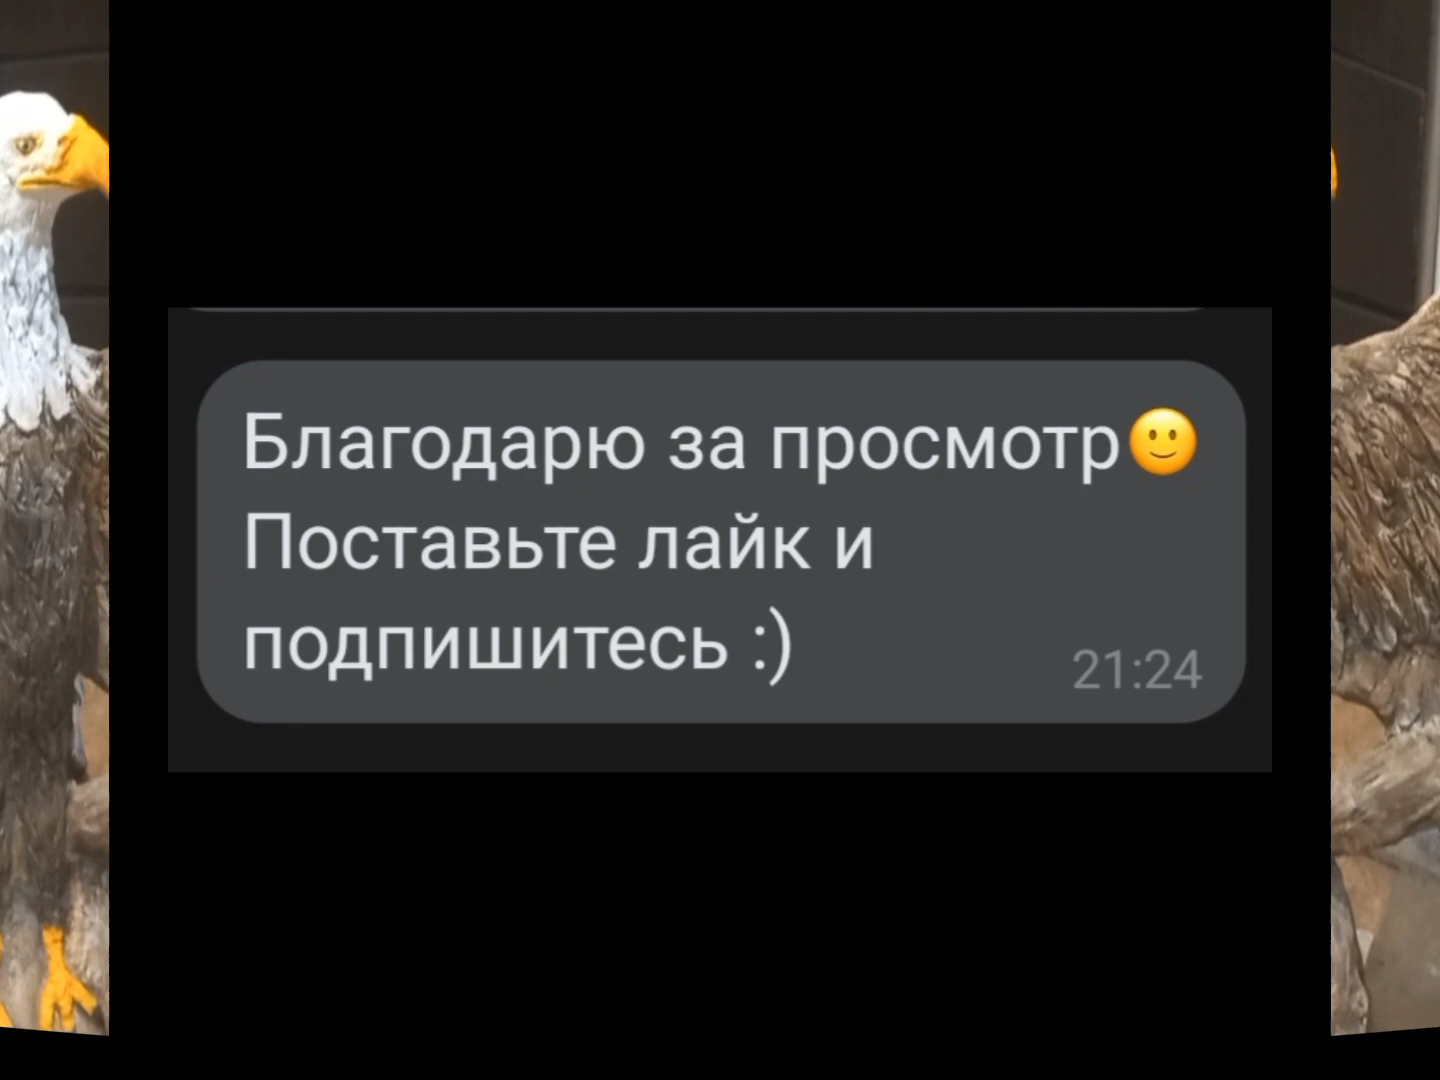 Благодарю за просмотр🙂
Поставьте лайк и
подпишитесь :)
21:24